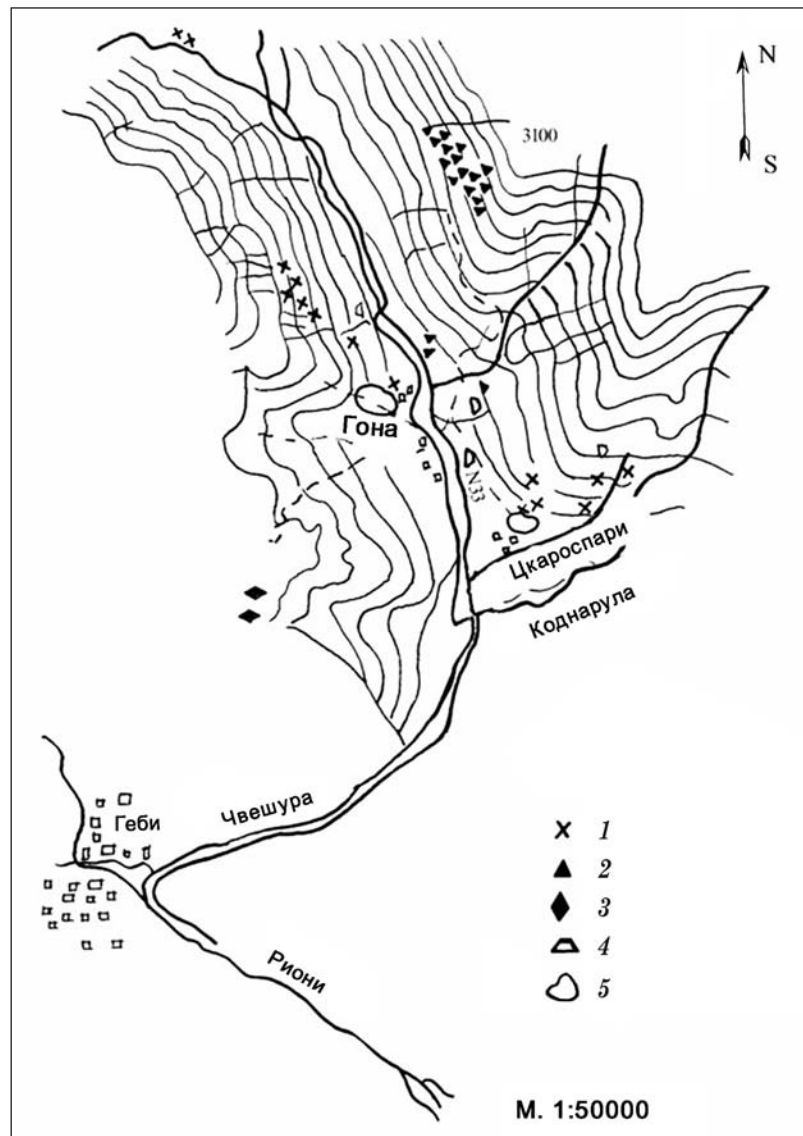 N
3100
S
Гона
N33
Цкароспари
Коднарула
Чвешура
Геби
Риони
1
2
3
4
5
М. 1:50000